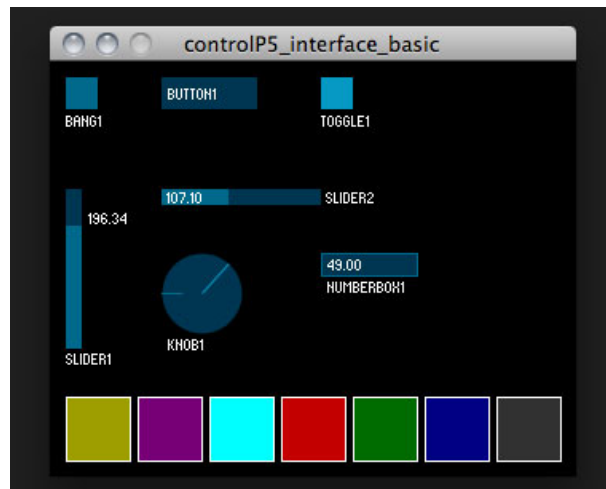 controlP5_interface_basic
BUTTON1
BANG1
TOGGLE1
107.10
SLIDER2
196.34
49.00
NUMBERBOX1
KNOB1
SLIDER1